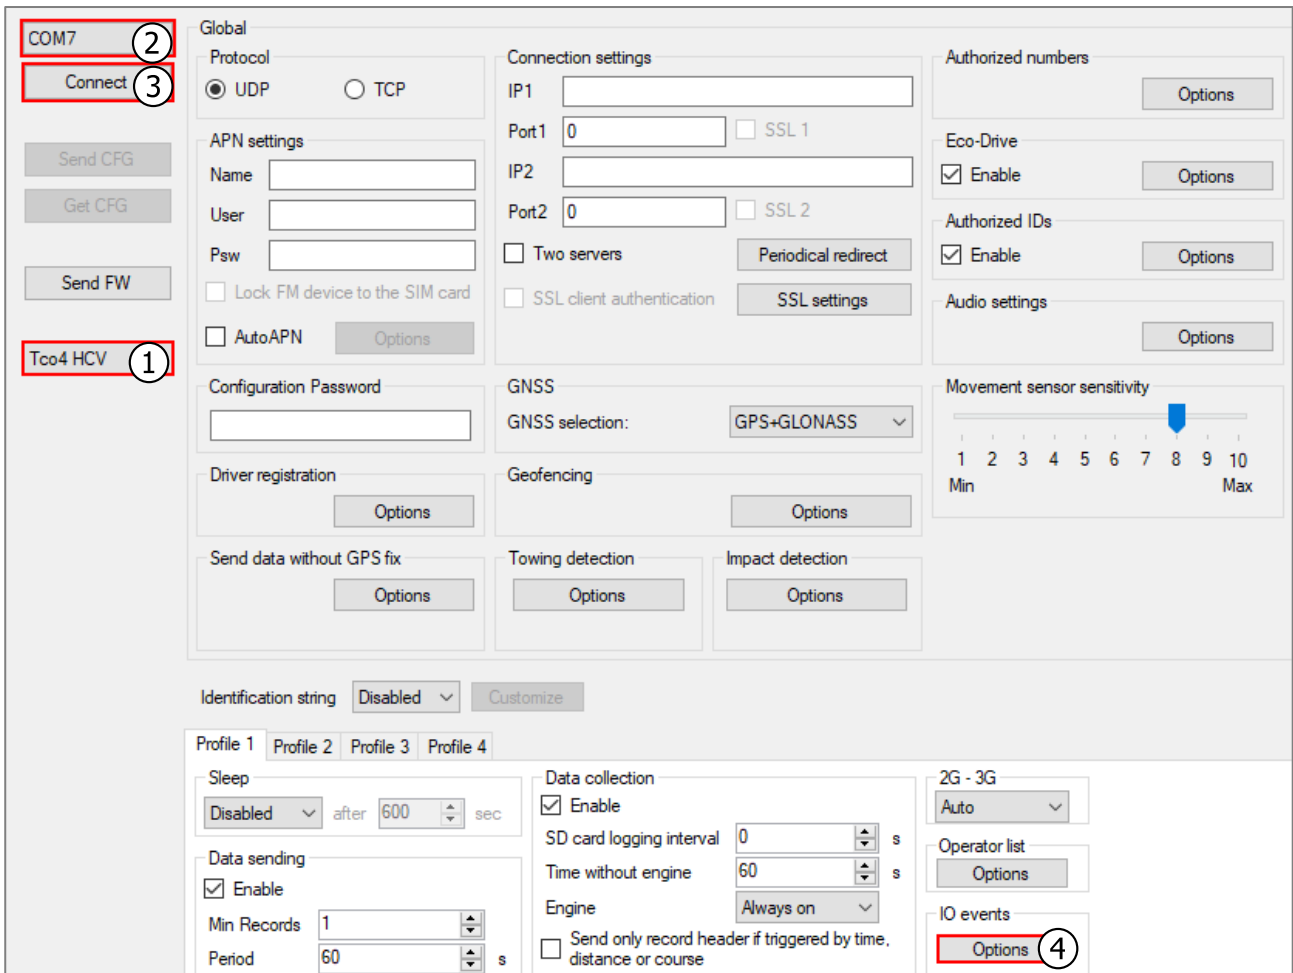 COM7
2
Connect
3
Send CFG
Get CFG
Send FW
Tco4 HCV
1
Global
Protocol
UDP
TCP
APN settings
Name
User
Psw
Lock FM device to the SIM card
AutoAPN
Options
Connection settings
IP1
Port1
0
SSL 1
IP2
Port2
0
SSL 2
Two servers
Periodical redirect
SSL client authentication
SSL settings
Authorized numbers
Options
Eco-Drive
Enable
Options
Authorized IDs
Enable
Options
Audio settings
Options
Configuration Password
GNSS
GNSS selection:
GPS+GLONASS
Movement sensor sensitivity
1 2 3 4 5 6 7 8 9 10
Min
Max
Driver registration
Options
Geofencing
Options
Send data without GPS fix
Options
Towing detection
Options
Impact detection
Options
Identification string
Disabled
Customize
Profile 1
Profile 2
Profile 3
Profile 4
Sleep
Disabled
after
600
sec
Data sending
Enable
Min Records
1
Period
60
s
Data collection
Enable
SD card logging interval
0
s
Time without engine
60
s
Engine
Always on
Send only record header if triggered by time,
distance or course
2G - 3G
Auto
Operator list
Options
IO events
Options
4